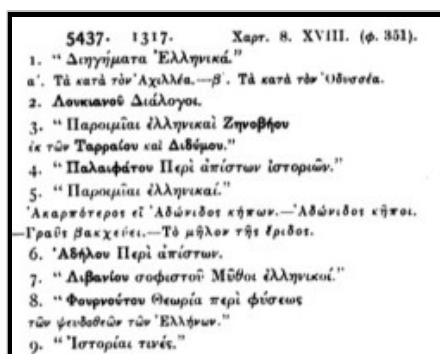 5437. 1317. Χαρτ. 8. XVIII. (φ. 351).
1. “ Διηγήματα Ἑλληνικά.”
α΄. Τὰ κατὰ τὸν Ἀχιλλέα.—β΄. Τὰ κατὰ τὸν Ὀδυσσέα.
2. Λουκιανοῦ Διάλογοι.
3. “ Παροιμίαι ἑλληνικαὶ Ζηνοβίου
ἐκ τῶν Ταρραίου καὶ Διδύμου.”
4. “ Παλαιφάτου Περὶ ἀπίστων ἱστοριῶν.”
5. “ Παροιμίαι ἑλληνικαί.”
Ἀκαρπότερος εἶ Ἀδώνιδος κήπων.—Ἀδώνιδος κῆποι.
—Γραῦς βακχεύει.—Τὸ μῆλον τῆς ἔριδος.
6. Ἀδήλου Περὶ ἀπίστων.
7. “ Λιβανίου σοφιστοῦ Μῦθοι ἑλληνικοί.”
8. “ Φουρνούτου Θεωρία περὶ φύσεως
τῶν ψευδοθεῶν τῶν Ἑλλήνων.”
9. “ Ἱστορίαι τινές.”